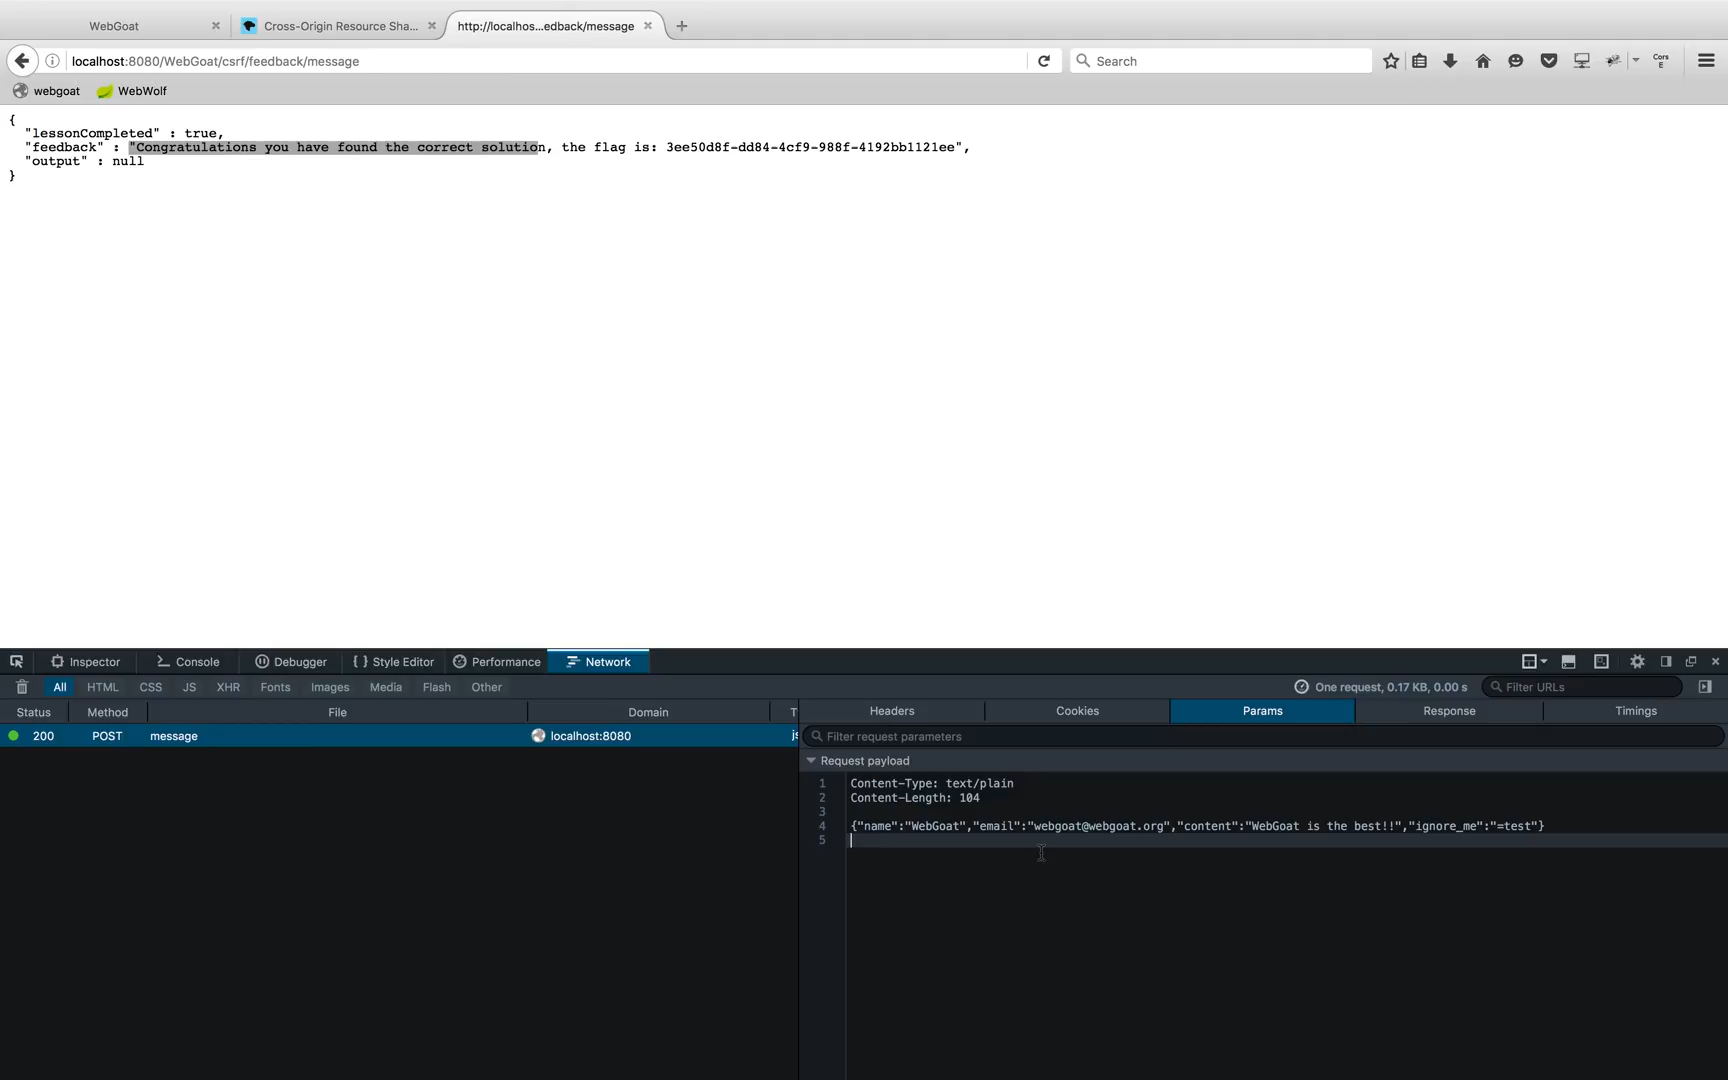 WebGoat
Cross-Origin Resource Sha...
http://localhos...edback/message
localhost:8080/WebGoat/csrf/feedback/message
Search
Cors
E
webgoat
WebWolf
{
"lessonCompleted" : true,
"feedback" : "Congratulations you have found the correct solution, the flag is: 3ee50d8f-dd84-4cf9-988f-4192bb1121ee",
"output" : null
}
Inspector Console Debugger { } Style Editor Performance Network
All HTML CSS JS XHR Fonts Images Media Flash Other One request, 0.17 KB, 0.00 s Filter URLs
Status Method File Domain T Headers Cookies Params Response Timings
200 POST message localhost:8080 js Filter request parameters
Request payload
1 Content-Type: text/plain
2 Content-Length: 104
3
4 {"name":"WebGoat","email":"webgoat@webgoat.org","content":"WebGoat is the best!!","ignore_me":"=test"}
5